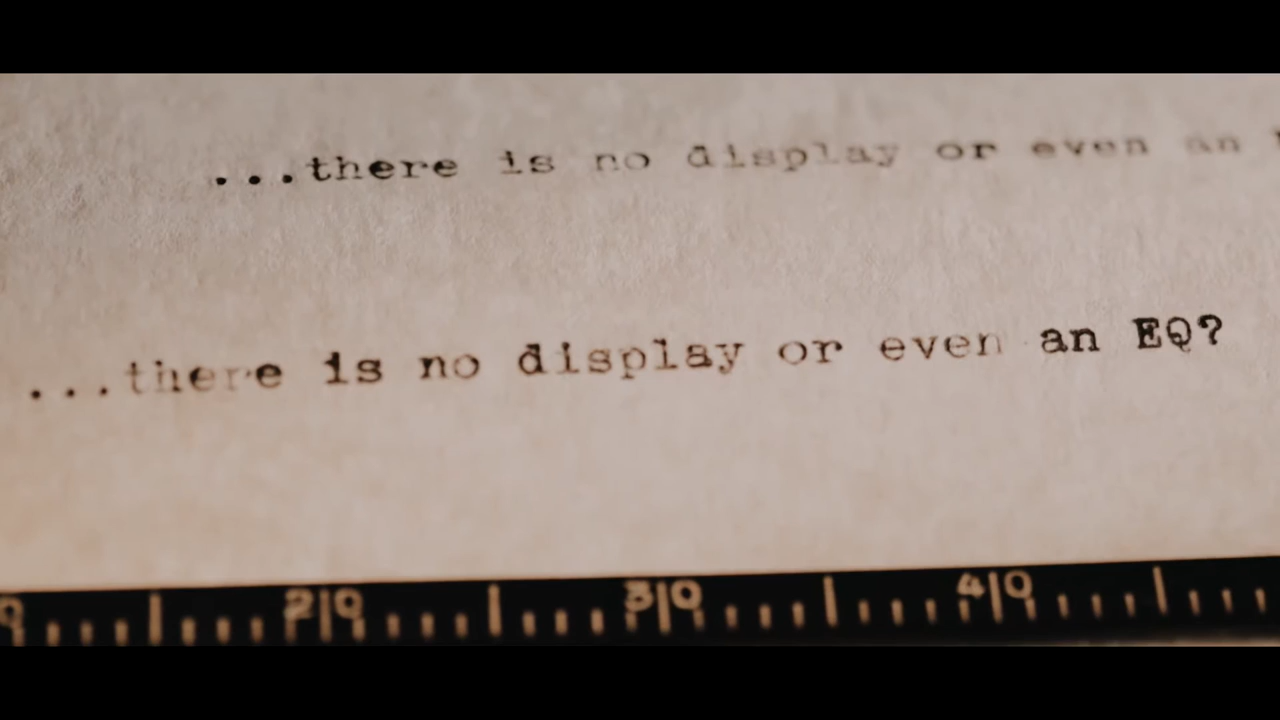 ...there is no display or even an
...there is no display or even an EQ?
20 30 40